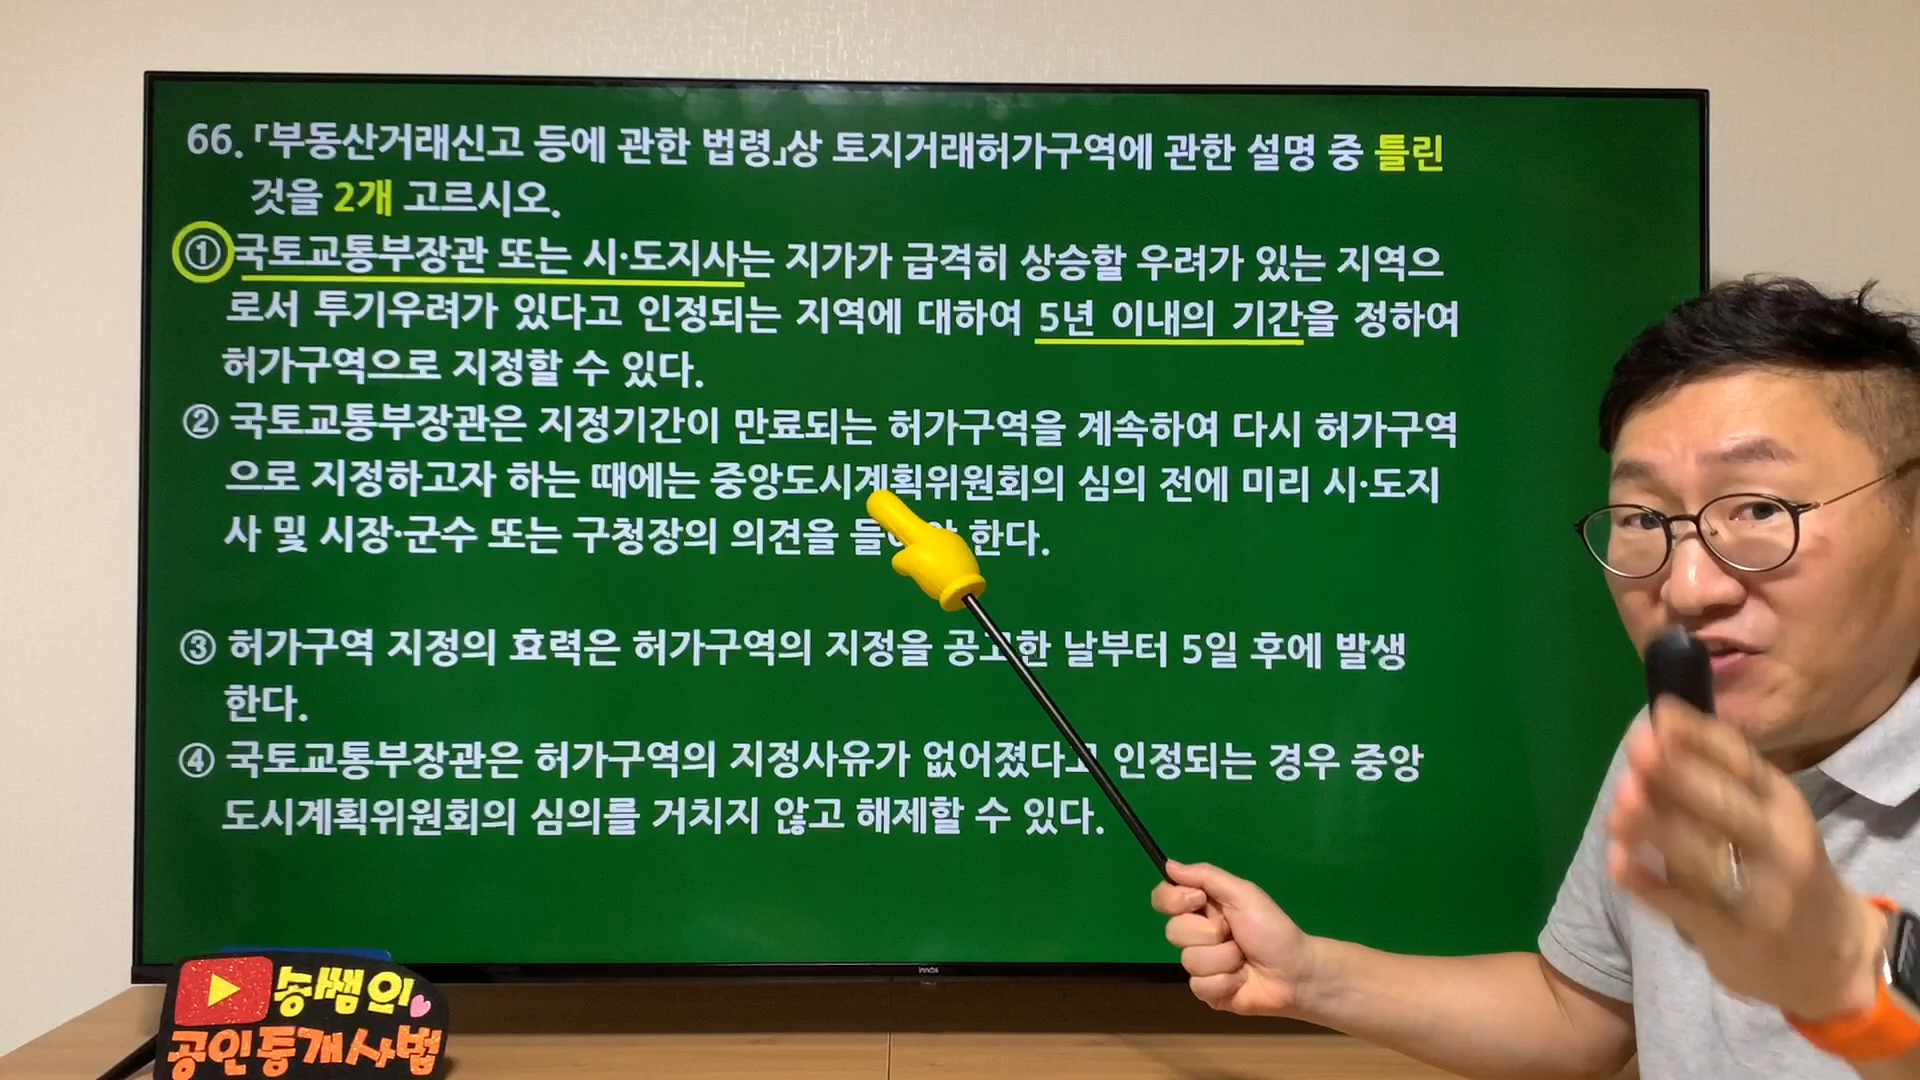 66. 「부동산거래신고 등에 관한 법령」상 토지거래허가구역에 관한 설명 중 틀린
것을 2개 고르시오.
① 국토교통부장관 또는 시·도지사는 지가가 급격히 상승할 우려가 있는 지역으
로서 투기우려가 있다고 인정되는 지역에 대하여 5년 이내의 기간을 정하여
허가구역으로 지정할 수 있다.
② 국토교통부장관은 지정기간이 만료되는 허가구역을 계속하여 다시 허가구역
으로 지정하고자 하는 때에는 중앙도시계획위원회의 심의 전에 미리 시·도지
사 및 시장·군수 또는 구청장의 의견을 한다.
③ 허가구역 지정의 효력은 허가구역의 지정을 공고한 날부터 5일 후에 발생
한다.
④ 국토교통부장관은 허가구역의 지정사유가 없어졌다고 인정되는 경우 중앙
도시계획위원회의 심의를 거치지 않고 해제할 수 있다.
innos
송쌤의
공인중개사법